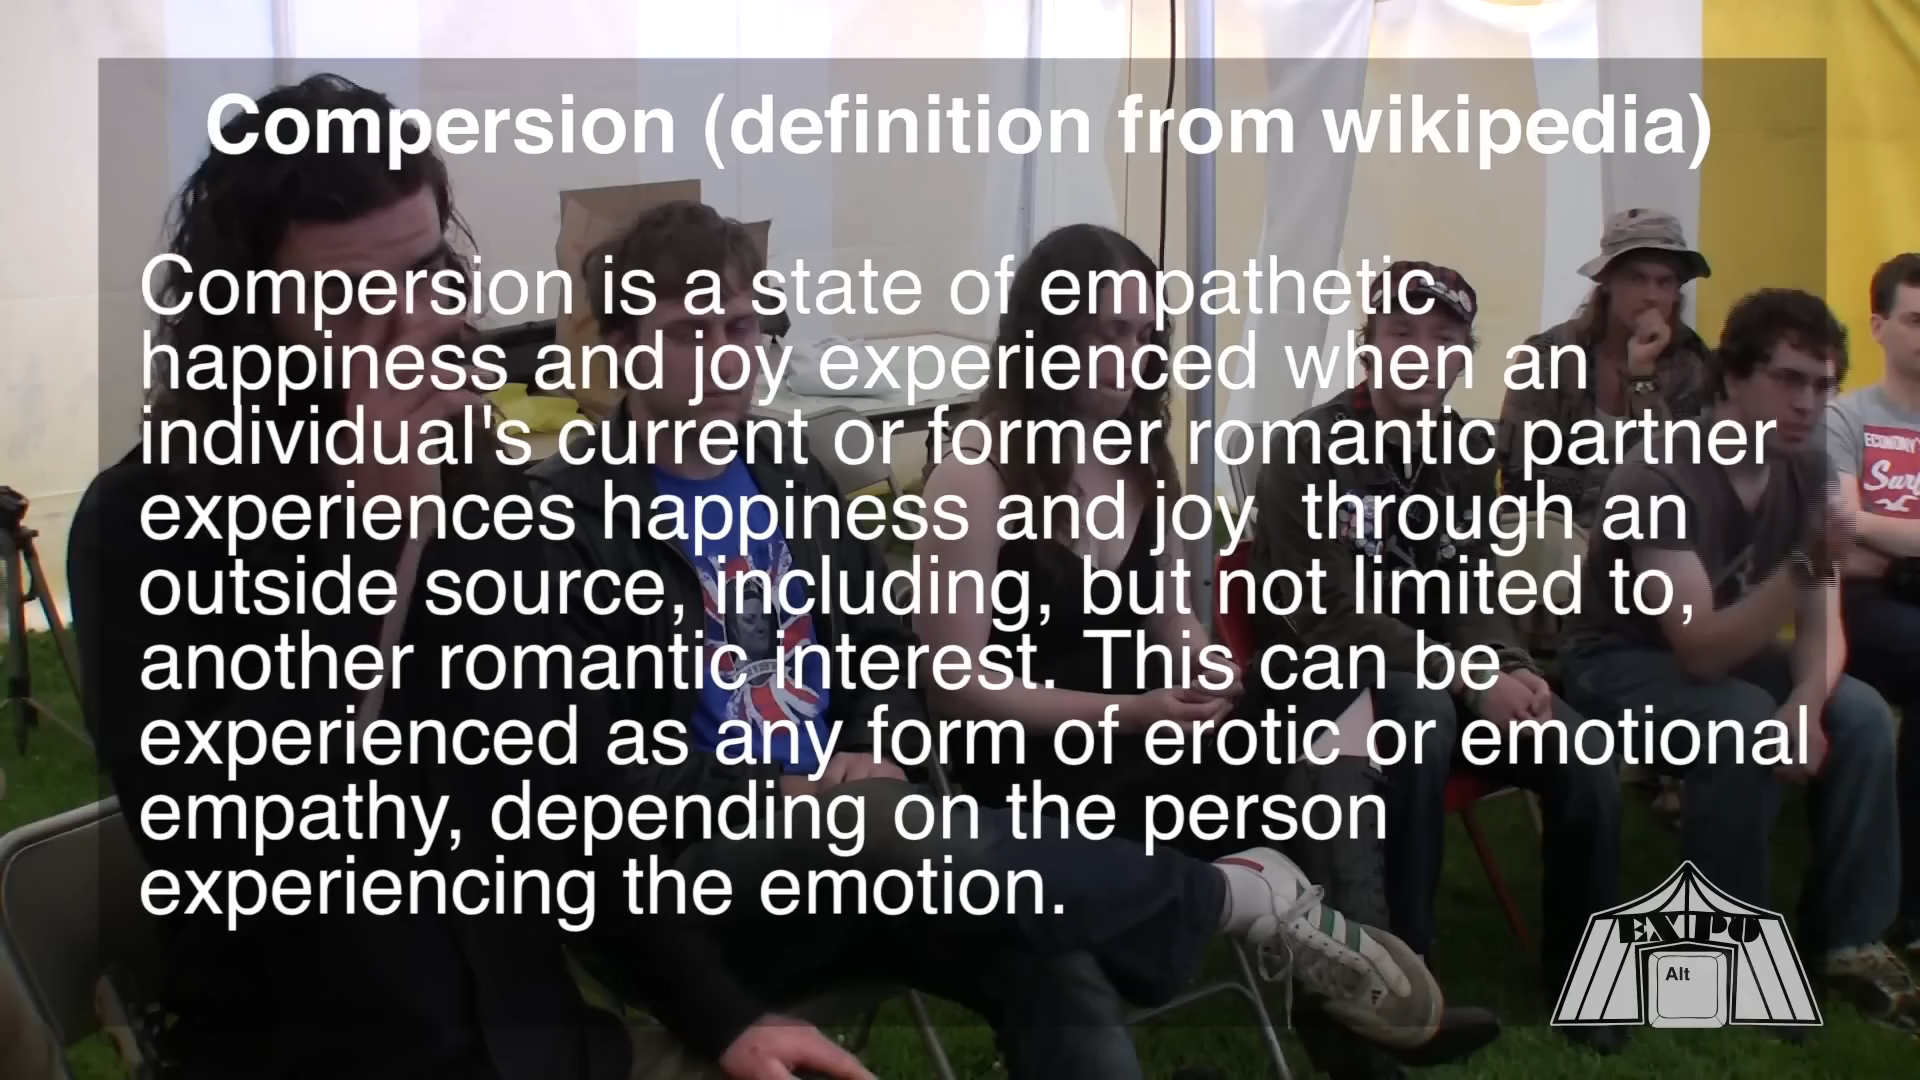 Compersion (definition from wikipedia)
Compersion is a state of empathetic
happiness and joy experienced when an
individual's current or former romantic partner
experiences happiness and joy  through an
outside source, including, but not limited to,
another romantic interest. This can be
experienced as any form of erotic or emotional
empathy, depending on the person
experiencing the emotion.
EXPO
Alt